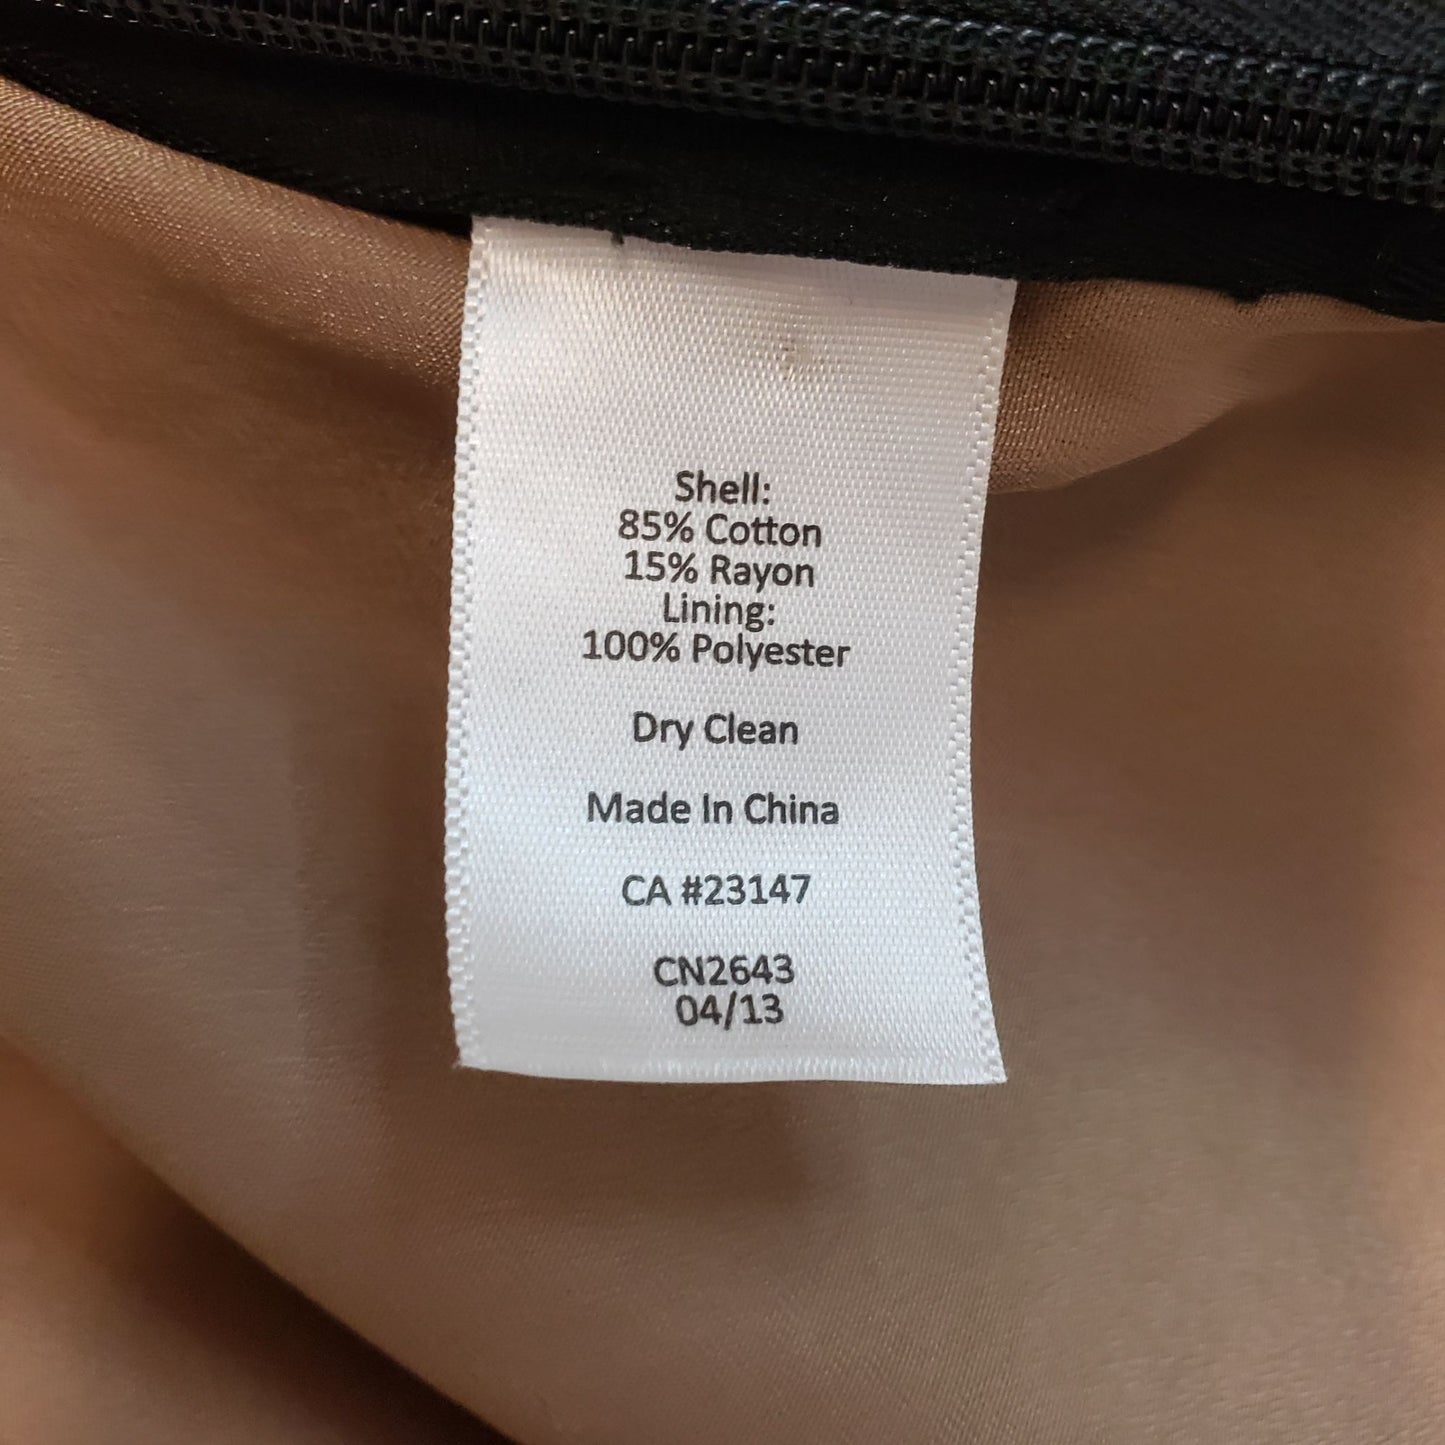 Shell:
85% Cotton
15% Rayon
Lining:
100% Polyester
Dry Clean
Made In China
CA #23147
CN2643
04/13